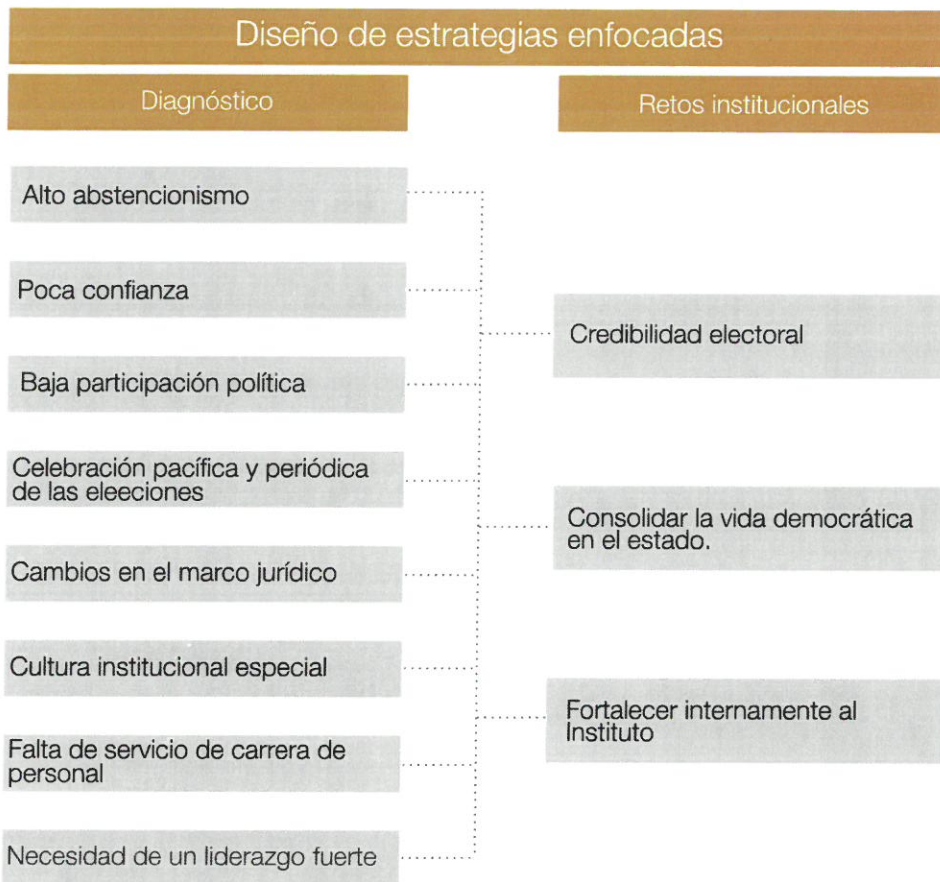 Diseño de estrategias enfocadas
Diagnóstico
Retos institucionales
Alto abstencionismo
Poca confianza
Baja participación política
Celebración pacífica y periódica
de las eleeciones
Cambios en el marco jurídico
Cultura institucional especial
Falta de servicio de carrera de
personal
Necesidad de un liderazgo fuerte
Credibilidad electoral
Consolidar la vida democrática
en el estado.
Fortalecer internamente al
Instituto